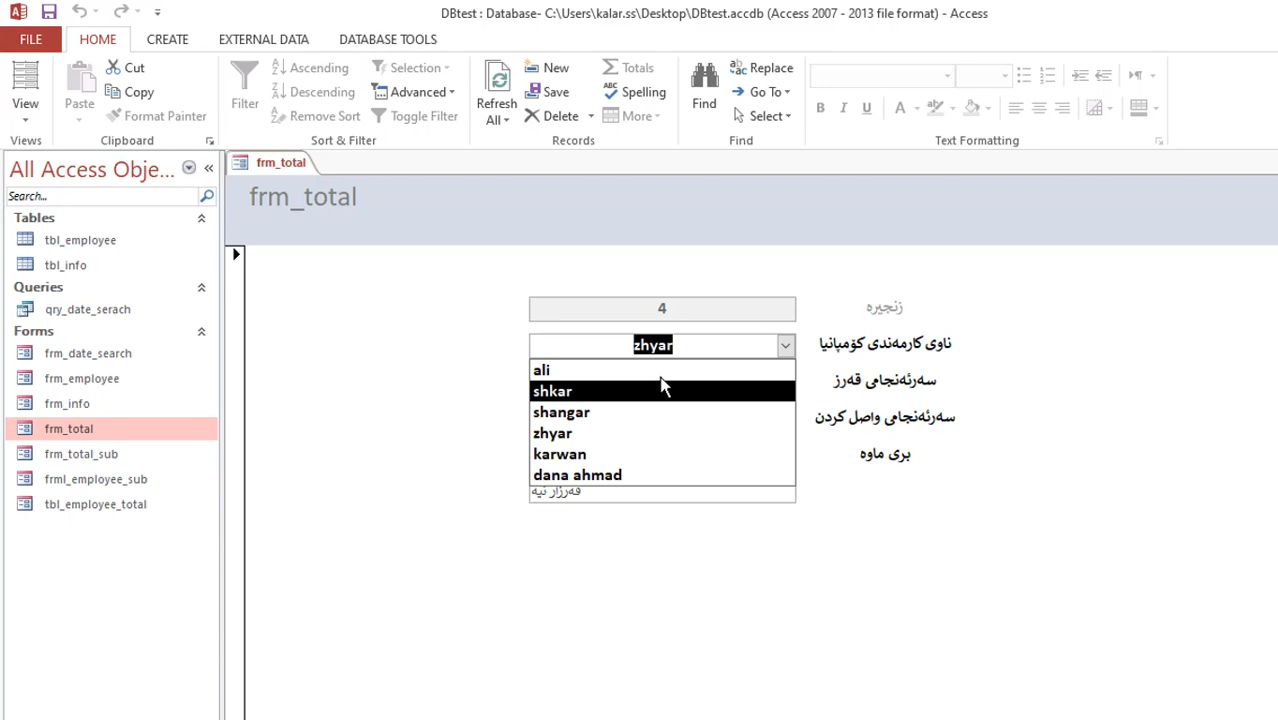 DBtest : Database- C:\Users\kalar.ss\Desktop\DBtest.accdb (Access 2007 - 2013 file format) - Access
FILE HOME CREATE EXTERNAL DATA DATABASE TOOLS
View
Views
Paste
Cut
Copy
Format Painter
Clipboard
Filter
Ascending
Descending
Remove Sort
Selection
Advanced
Toggle Filter
Sort & Filter
Refresh
All
New
Save
Delete
Totals
Spelling
More
Records
Find
Replace
Go To
Select
Find
B I U A
Text Formatting
All Access Obje...
Search...
Tables
tbl_employee
tbl_info
Queries
qry_date_serach
Forms
frm_date_search
frm_employee
frm_info
frm_total
frm_total_sub
frml_employee_sub
tbl_employee_total
frm_total
frm_total
زنجیره 4
ناوی کارمەندی کۆمپانیا zhyar
سەرئەنجامی قەرز
سەرئەنجامی واصل کردن
بری ماوە
ali
shkar
shangar
zhyar
karwan
dana ahmad
قەرزار نیە